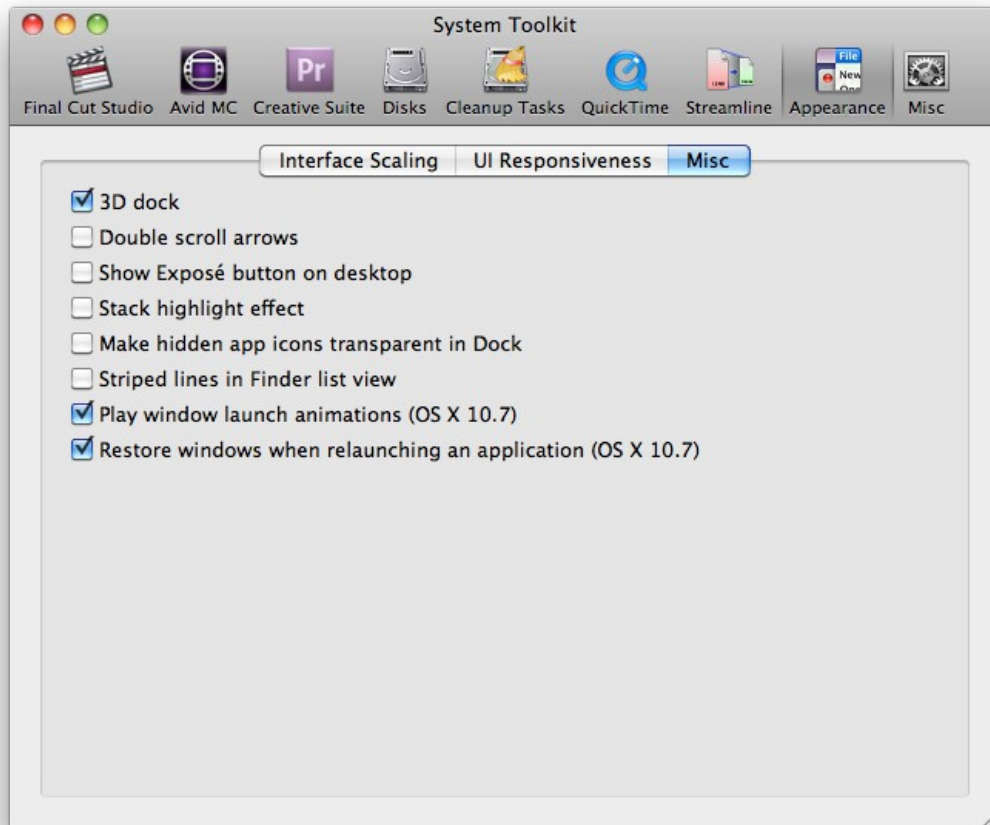 System Toolkit
Final Cut Studio Avid MC Creative Suite Disks Cleanup Tasks QuickTime Streamline Appearance Misc
Pr
File
New
Interface Scaling UI Responsiveness Misc
3D dock
Double scroll arrows
Show Exposé button on desktop
Stack highlight effect
Make hidden app icons transparent in Dock
Striped lines in Finder list view
Play window launch animations (OS X 10.7)
Restore windows when relaunching an application (OS X 10.7)